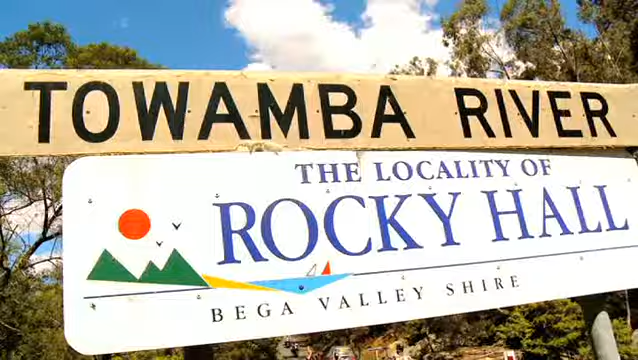 TOWAMBA RIVER
THE LOCALITY OF
ROCKY HALL
BEGA VALLEY SHIRE